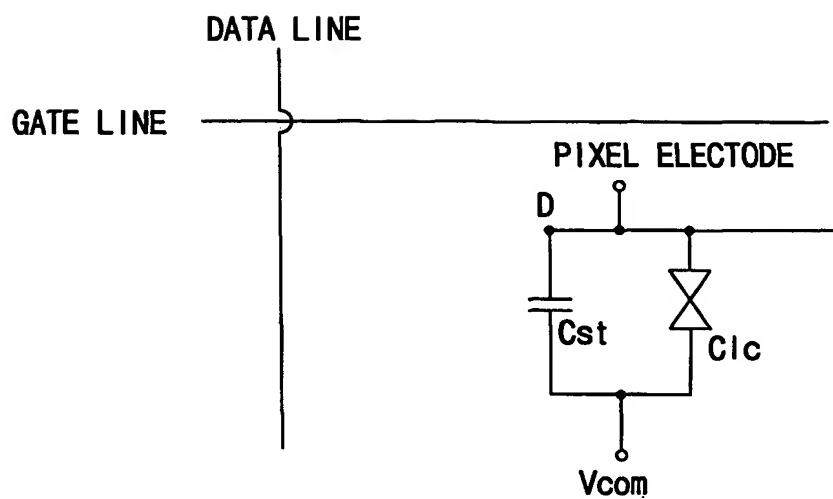 DATA LINE
GATE LINE
PIXEL ELECTODE
D
Cst
Clc
Vcom